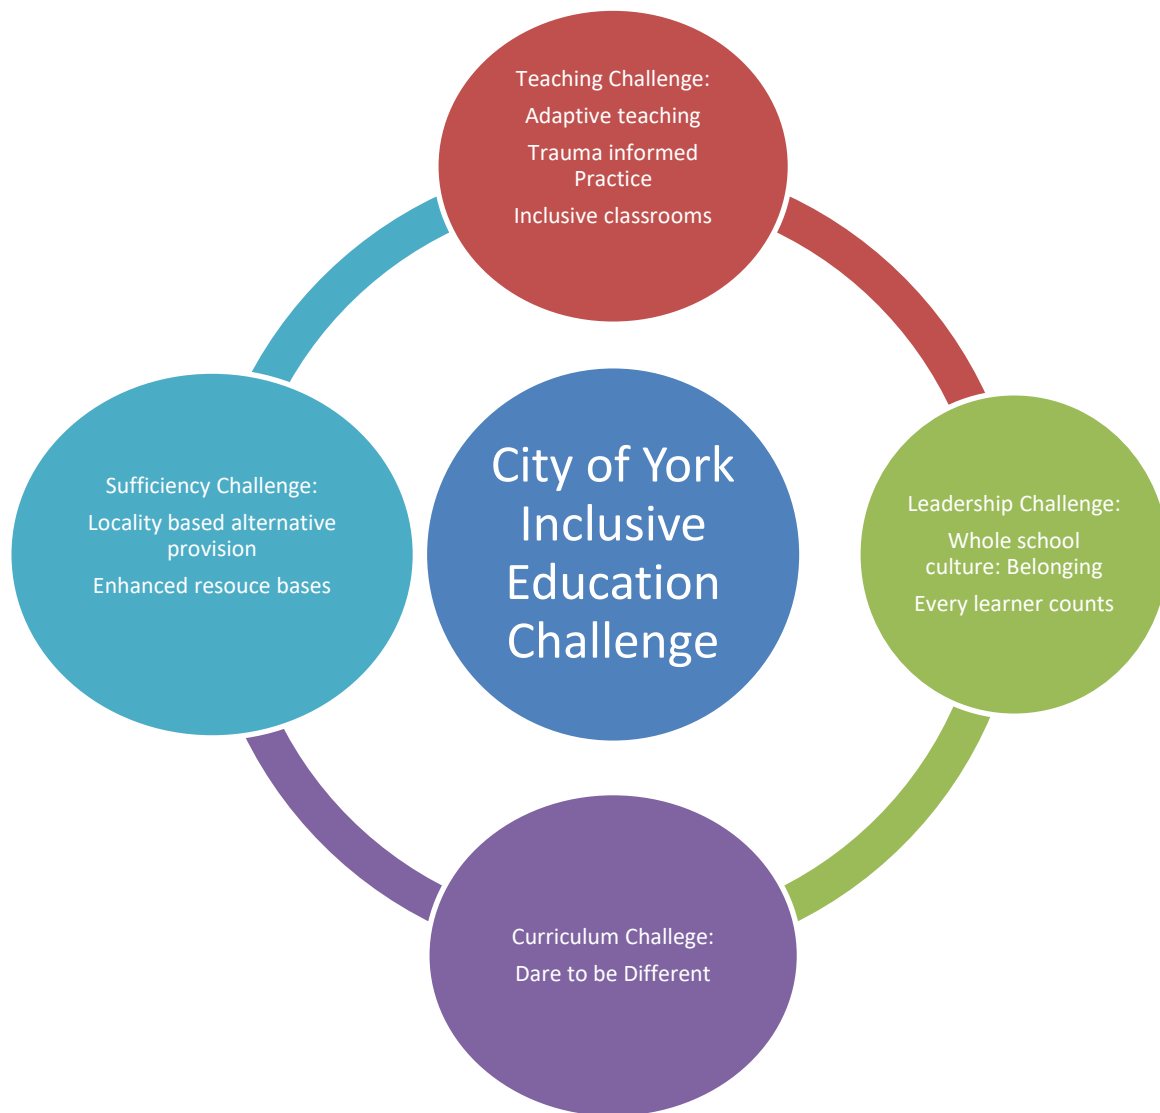 Teaching Challenge:
Adaptive teaching
Trauma informed
Practice
Inclusive classrooms
City of York
Inclusive
Education
Challenge
Sufficiency Challenge:
Locality based alternative
provision
Enhanced resouce bases
Leadership Challenge:
Whole school
culture: Belonging
Every learner counts
Curriculum Challege:
Dare to be Different